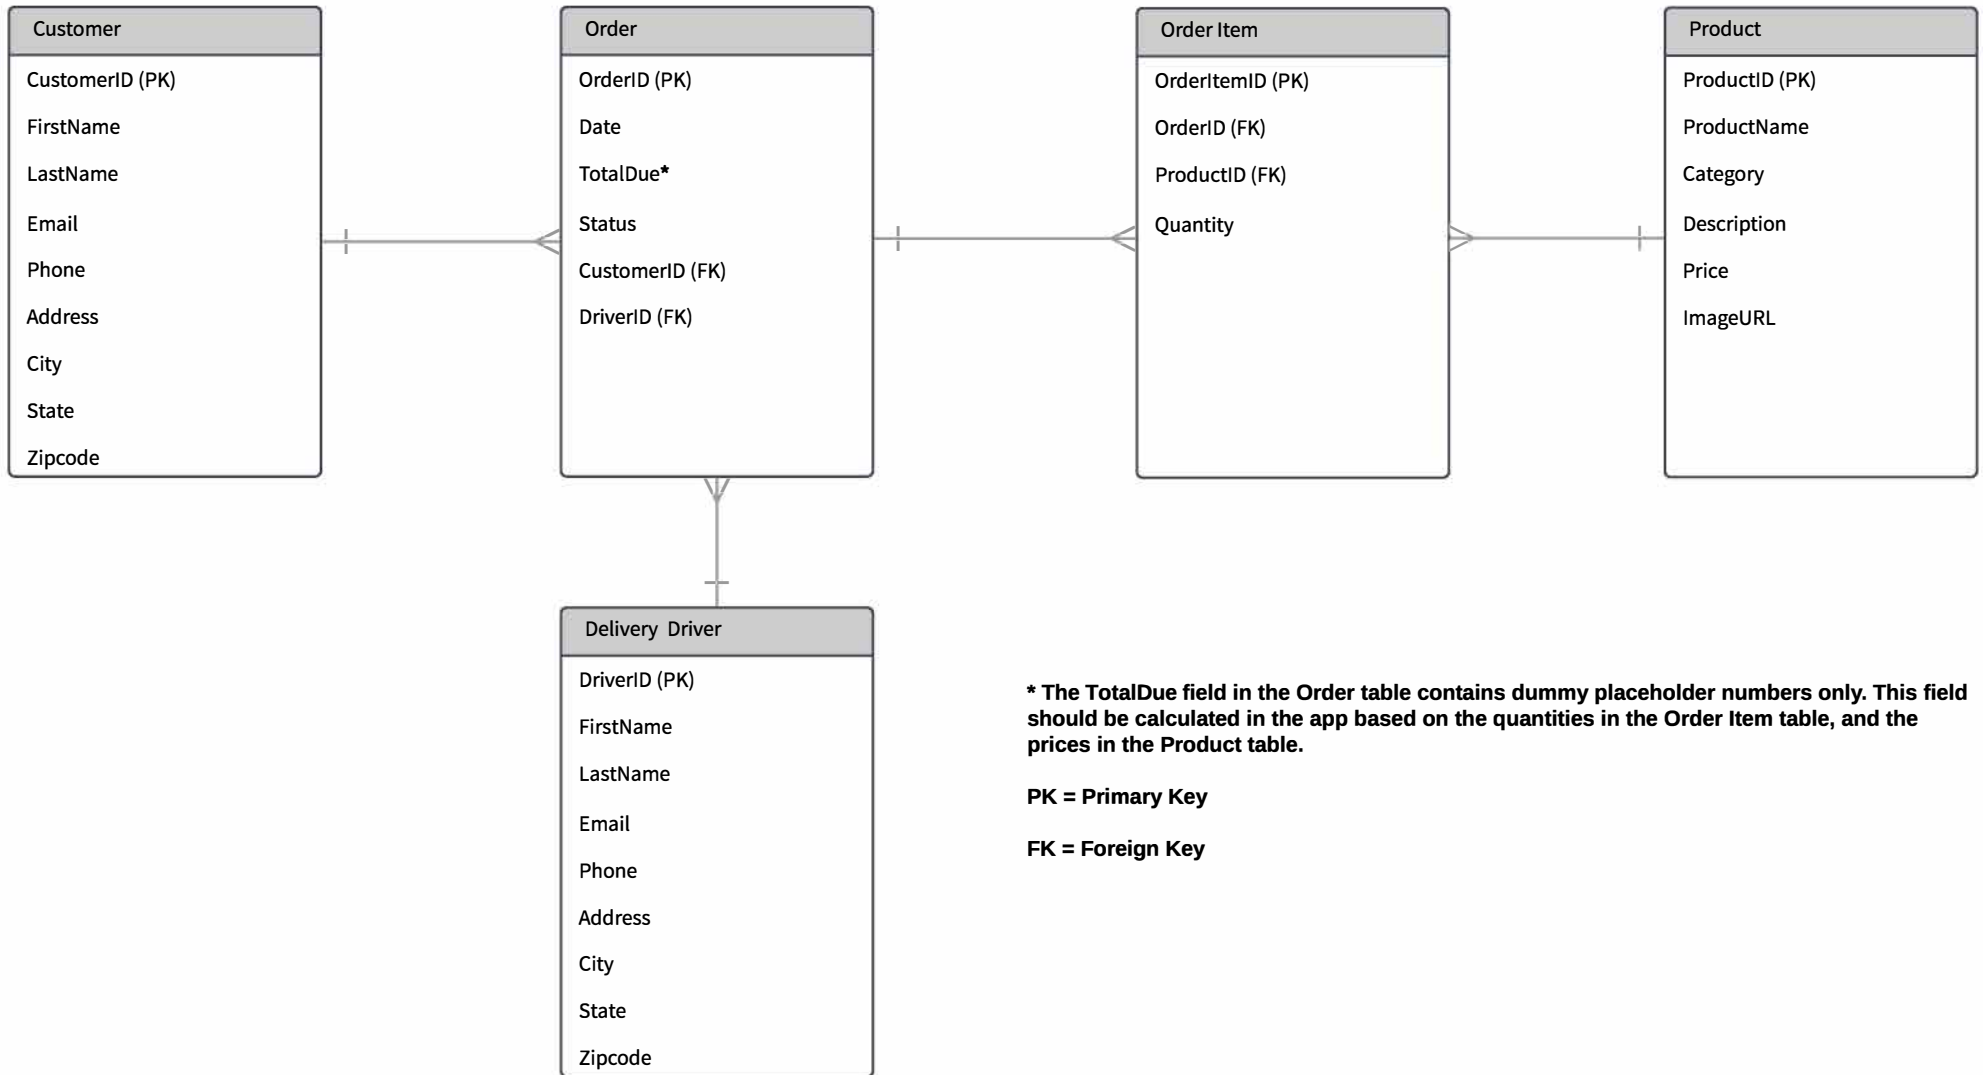 Customer
CustomerID (PK)
FirstName
LastName
Email
Phone
Address
City
State
Zipcode
Order
OrderID (PK)
Date
TotalDue*
Status
CustomerID (FK)
DriverID (FK)
Order Item
OrderItemID (PK)
OrderID (FK)
ProductID (FK)
Quantity
Product
ProductID (PK)
ProductName
Category
Description
Price
ImageURL
Delivery Driver
DriverID (PK)
FirstName
LastName
Email
Phone
Address
City
State
Zipcode
* The TotalDue field in the Order table contains dummy placeholder numbers only. This field
should be calculated in the app based on the quantities in the Order Item table, and the
prices in the Product table.
PK = Primary Key
FK = Foreign Key